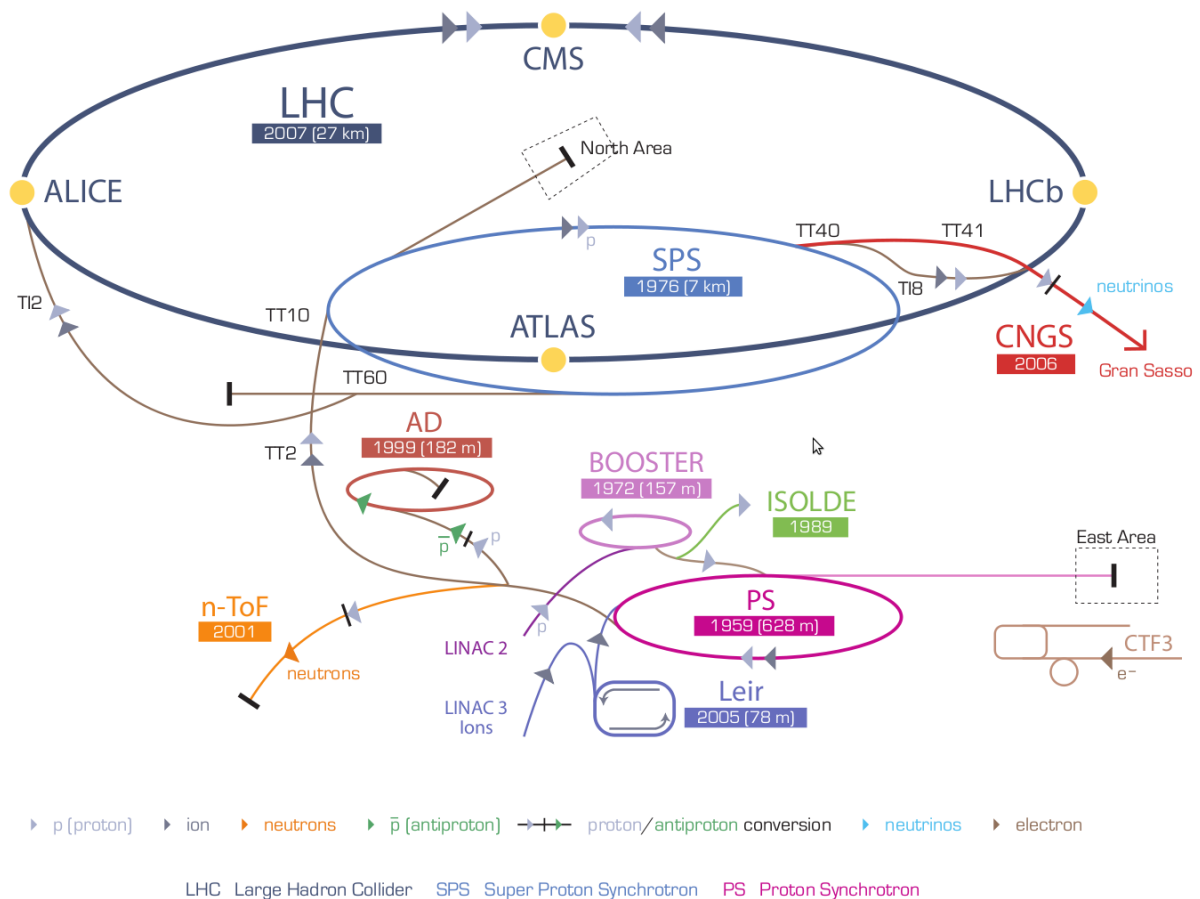 CMS
LHC
2007 (27 km)
North Area
ALICE
LHCb
p
TT40
TT41
SPS
1976 (7 km)
TI2
TT10
TI8
neutrinos
ATLAS
CNGS
2006
Gran Sasso
TT60
AD
1999 (182 m)
TT2
BOOSTER
1972 (157 m)
ISOLDE
1989
East Area
p̅
p
n-ToF
2001
neutrons
p
LINAC 2
PS
1959 (628 m)
CTF3
e⁻
LINAC 3
Ions
Leir
2005 (78 m)
p (proton) ion neutrons p̅ (antiproton) proton/antiproton conversion neutrinos electron
LHC Large Hadron Collider SPS Super Proton Synchrotron PS Proton Synchrotron